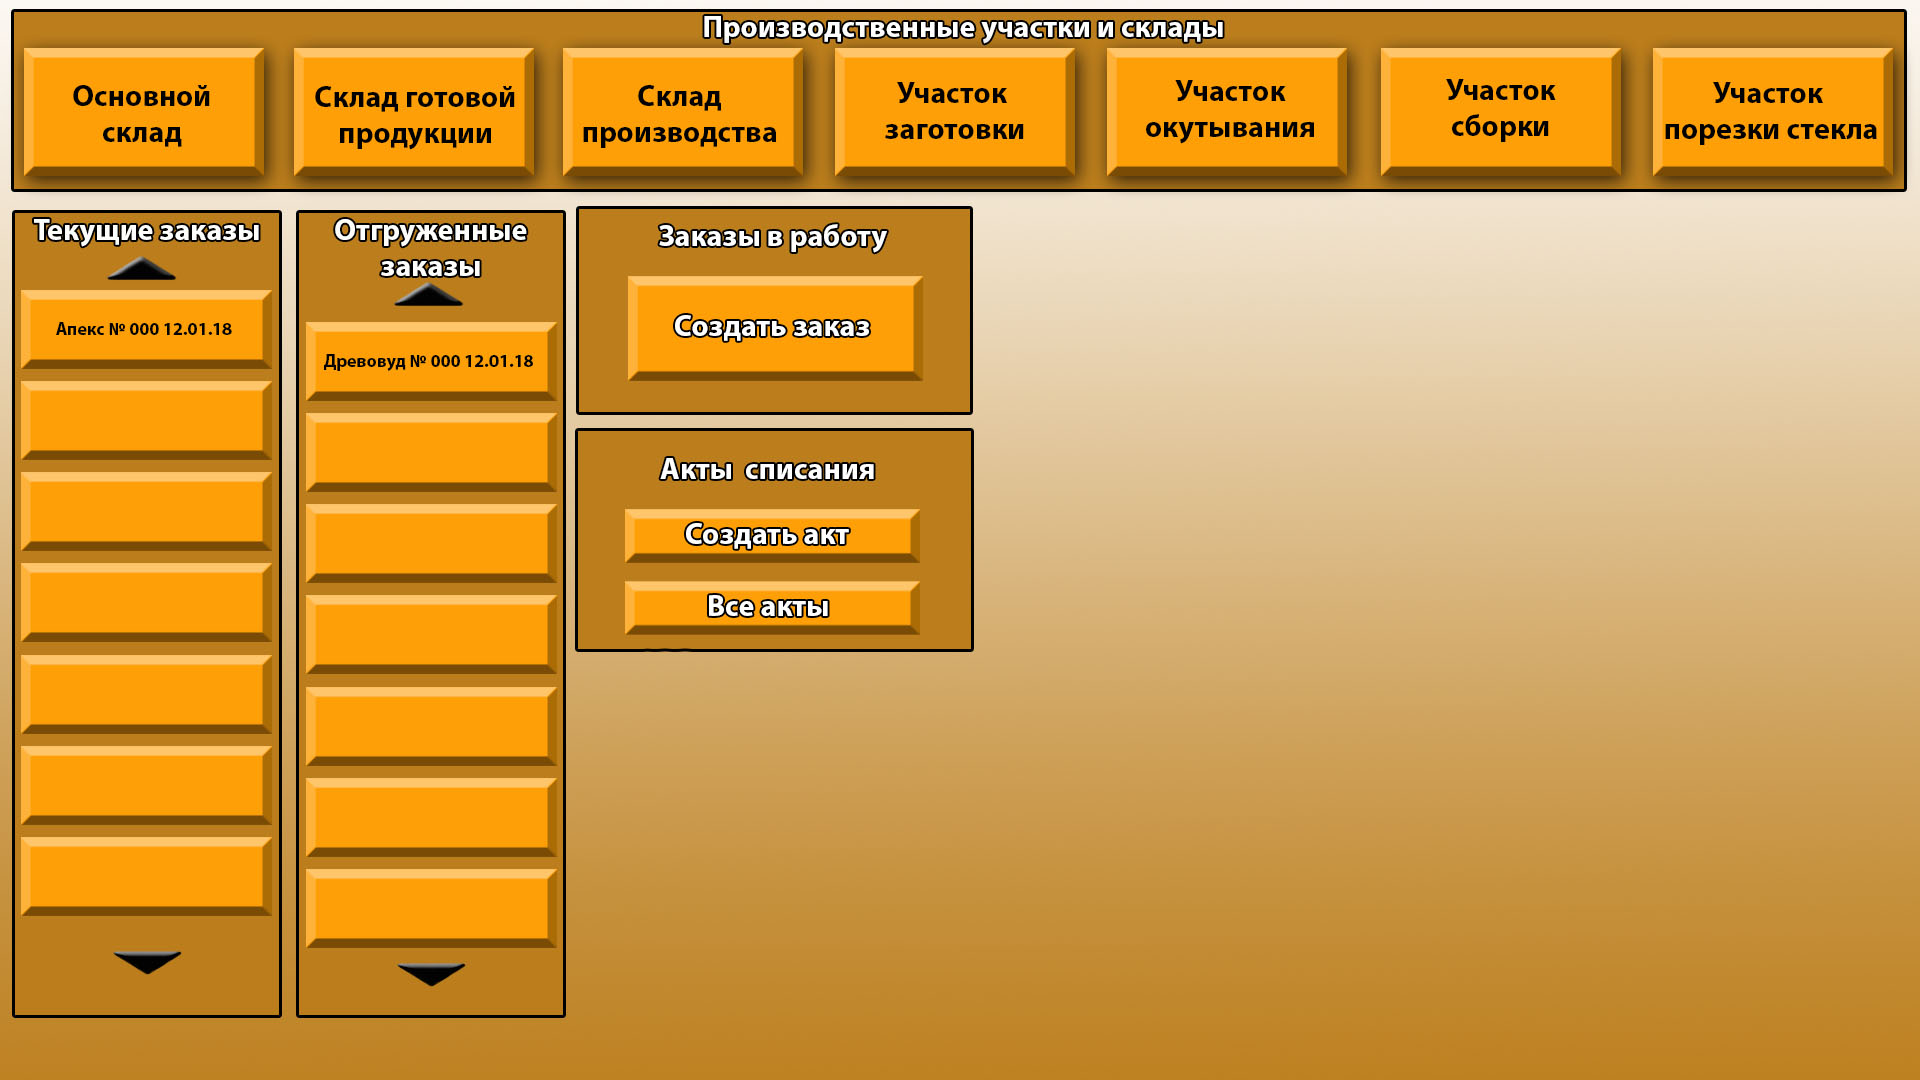 Производственные участки и склады
Основной
склад
Склад готовой
продукции
Склад
производства
Участок
заготовки
Участок
окутывания
Участок
сборки
Участок
порезки стекла
Текущие заказы
Апекс № 000 12.01.18
Отгруженные
заказы
Древовуд № 000 12.01.18
Заказы в работу
Создать заказ
Акты списания
Создать акт
Все акты